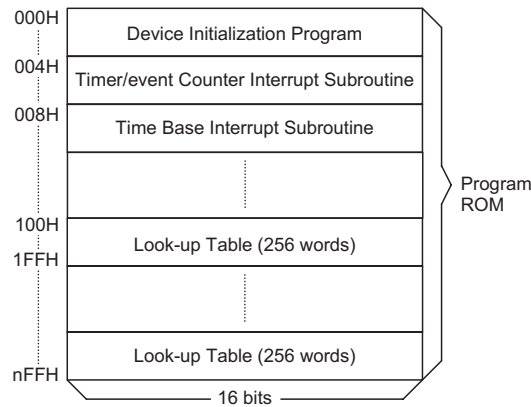 000H
Device Initialization Program
004H
Timer/event Counter Interrupt Subroutine
008H
Time Base Interrupt Subroutine
Program
ROM
100H
Look-up Table (256 words)
1FFH
Look-up Table (256 words)
nFFH
16 bits